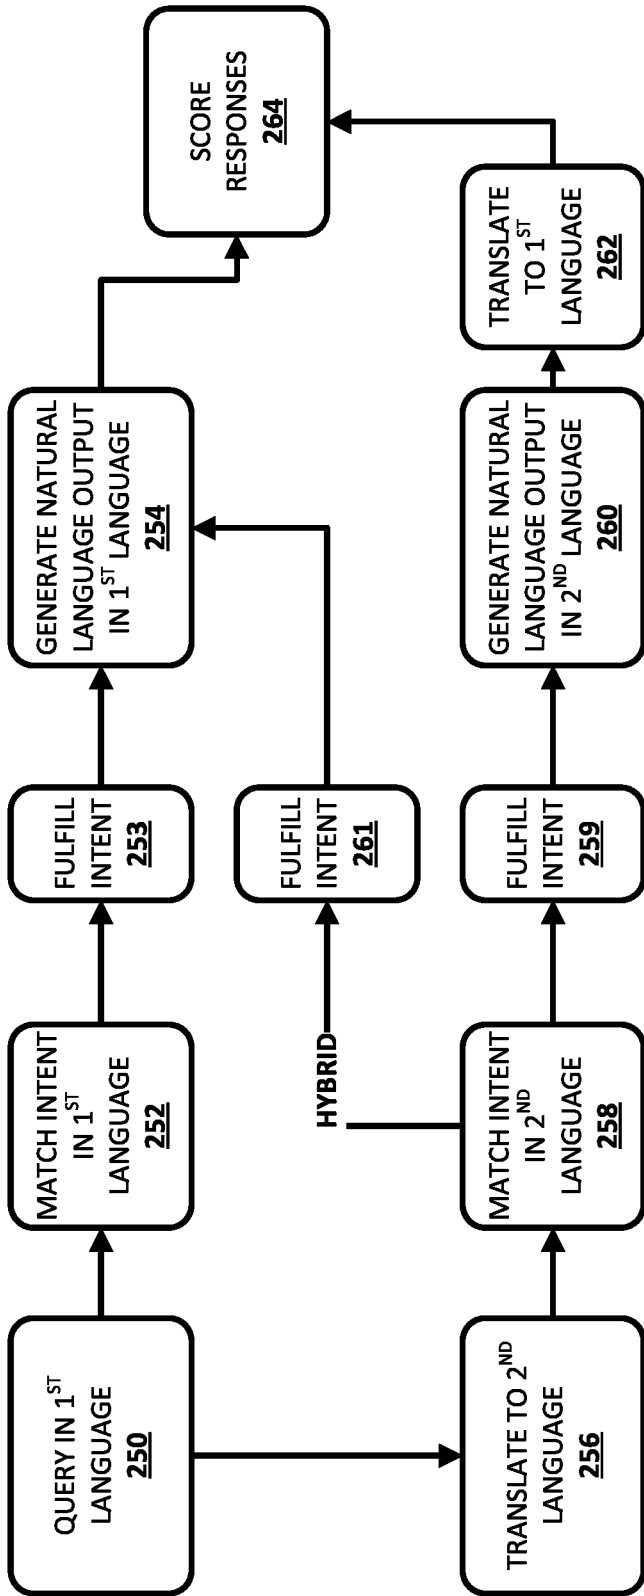 QUERY IN 1ST
LANGUAGE
250
MATCH INTENT
IN 1ST
LANGUAGE
252
FULFILL
INTENT
253
GENERATE NATURAL
LANGUAGE OUTPUT
IN 1ST LANGUAGE
254
SCORE
RESPONSES
264
HYBRID
FULFILL
INTENT
261
TRANSLATE TO 2ND
LANGUAGE
256
MATCH INTENT
IN 2ND
LANGUAGE
258
FULFILL
INTENT
259
GENERATE NATURAL
LANGUAGE OUTPUT
IN 2ND LANGUAGE
260
TRANSLATE
TO 1ST
LANGUAGE
262